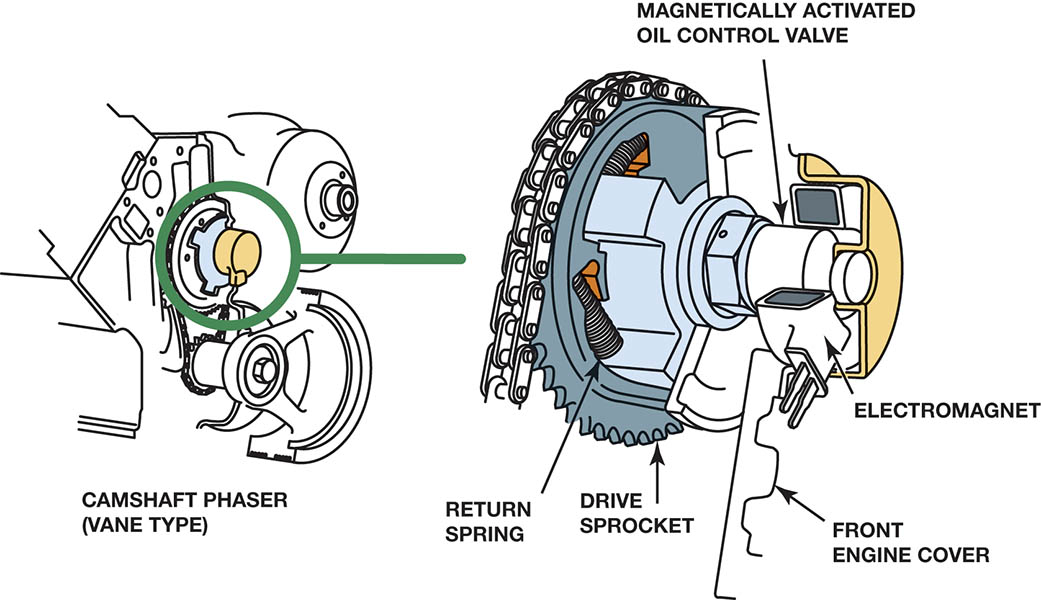 MAGNETICALLY ACTIVATED
OIL CONTROL VALVE
ELECTROMAGNET
CAMSHAFT PHASER
(VANE TYPE)
RETURN
SPRING
DRIVE
SPROCKET
FRONT
ENGINE COVER